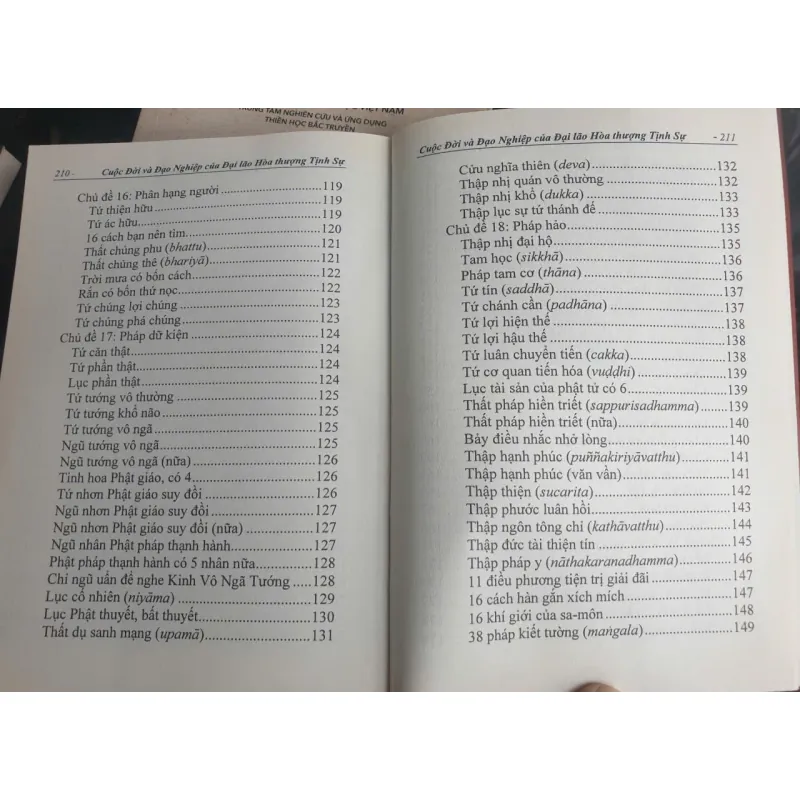 VIỆT NAM
TRUNG TÂM NGHIÊN CỨU VÀ ỨNG DỤNG
THIỀN HỌC BẮC TRUYỀN
210 - Cuộc Đời và Đạo Nghiệp của Đại lão Hòa thượng Tịnh Sự
Chủ đề 16: Phân hạng người ..... 119
Tứ thiện hữu ..... 119
Tứ ác hữu ..... 119
16 cách bạn nên tìm ..... 120
Thất chúng phu (bhattu) ..... 121
Thất chúng thê (bhariyā) ..... 121
Trời mưa có bốn cách ..... 122
Rắn có bốn thứ nọc ..... 122
Tứ chúng lợi chúng ..... 123
Tứ chúng phá chúng ..... 123
Chủ đề 17: Pháp dữ kiện ..... 124
Tứ căn thật ..... 124
Tứ phần thật ..... 124
Lục phần thật ..... 124
Tứ tướng vô thường ..... 125
Tứ tướng khổ não ..... 125
Tứ tướng vô ngã ..... 125
Ngũ tướng vô ngã ..... 125
Ngũ tướng vô ngã (nữa) ..... 126
Tinh hoa Phật giáo, có 4 ..... 126
Tứ nhơn Phật giáo suy đồi ..... 126
Ngũ nhơn Phật giáo suy đồi ..... 127
Ngũ nhơn Phật giáo suy đồi (nữa) ..... 127
Ngũ nhân Phật pháp thạnh hành ..... 127
Phật pháp thạnh hành có 5 nhân nữa ..... 128
Chỉ ngũ uẩn để nghe Kinh Vô Ngã Tướng ..... 128
Lục cố nhiên (niyāma) ..... 129
Lục Phật thuyết, bất thuyết ..... 130
Thất dụ sanh mạng (upamā) ..... 131
Cuộc Đời và Đạo Nghiệp của Đại lão Hòa thượng Tịnh Sự - 211
Cửu nghĩa thiên (deva) ..... 132
Thập nhị quán vô thường ..... 132
Thập nhị khổ (dukka) ..... 133
Thập lục sự tứ thánh đế ..... 133
Chủ đề 18: Pháp hảo ..... 135
Thập nhị đại hộ ..... 135
Tam học (sikkhā) ..... 136
Pháp tam cơ (thāna) ..... 136
Tứ tín (saddhā) ..... 137
Tứ chánh cần (padhāna) ..... 137
Tứ lợi hiện thế ..... 138
Tứ lợi hậu thế ..... 138
Tứ luân chuyển tiến (cakka) ..... 138
Tứ cơ quan tiến hóa (vuḍḍhi) ..... 139
Lục tài sản của phật tử có 6 ..... 139
Thất pháp hiền triết (sappurisadhamma) ..... 139
Thất pháp hiền triết (nữa) ..... 140
Bảy điều nhắc nhở lòng ..... 140
Thập hạnh phúc (puññakiriyāvatthu) ..... 141
Thập hạnh phúc (văn vần) ..... 141
Thập thiện (sucarita) ..... 142
Thập phước luân hồi ..... 143
Thập ngôn tông chỉ (kathāvatthu) ..... 144
Thập đức tài thiện tín ..... 145
Thập pháp y (nāthakaranadhamma) ..... 146
11 điều phương tiện trị giải đãi ..... 147
16 cách hàn gắn xích mích ..... 147
16 khí giới của sa-môn ..... 148
38 pháp kiết tường (maṅgala) ..... 149